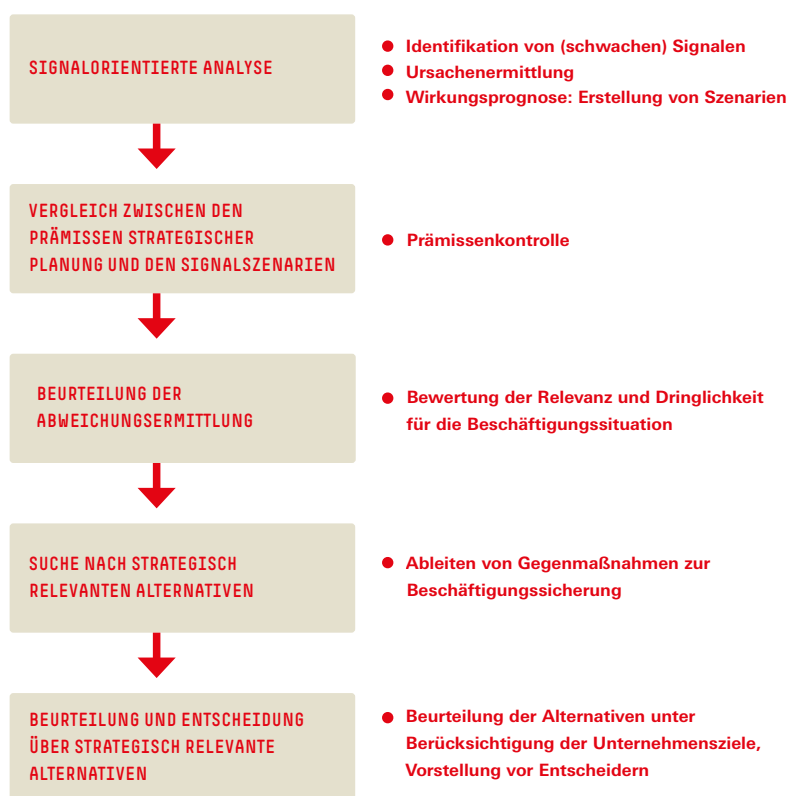 SIGNALORIENTIERTE ANALYSE
Identifikation von (schwachen) Signalen
Ursachenermittlung
Wirkungsprognose: Erstellung von Szenarien
VERGLEICH ZWISCHEN DEN
PRÄMISSEN STRATEGISCHER
PLANUNG UND DEN SIGNALSZENARIEN
Prämissenkontrolle
BEURTEILUNG DER
ABWEICHUNGSERMITTLUNG
Bewertung der Relevanz und Dringlichkeit
für die Beschäftigungssituation
SUCHE NACH STRATEGISCH
RELEVANTEN ALTERNATIVEN
Ableiten von Gegenmaßnahmen zur
Beschäftigungssicherung
BEURTEILUNG UND ENTSCHEIDUNG
ÜBER STRATEGISCH RELEVANTE
ALTERNATIVEN
Beurteilung der Alternativen unter
Berücksichtigung der Unternehmensziele,
Vorstellung vor Entscheidern